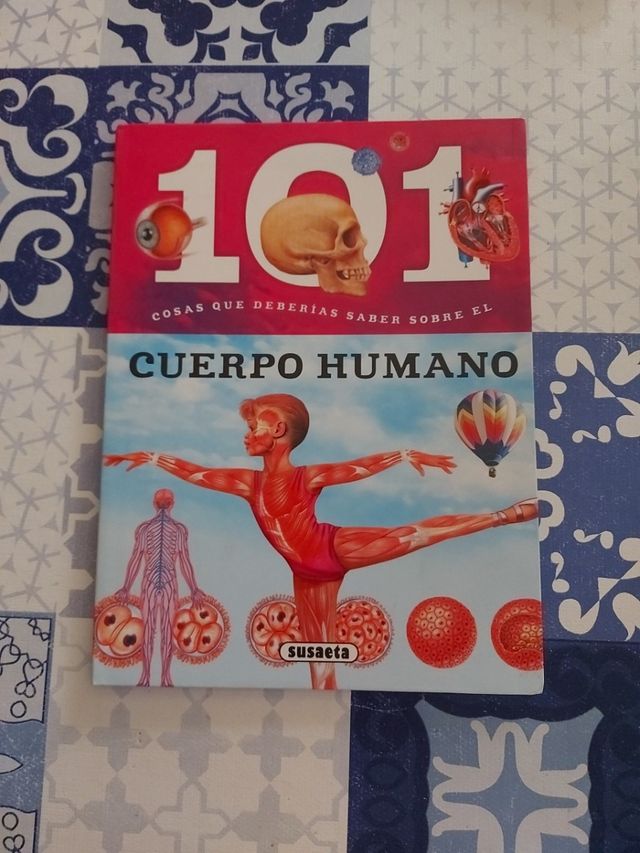 101
COSAS QUE DEBERÍAS SABER SOBRE EL
CUERPO HUMANO
susaeta